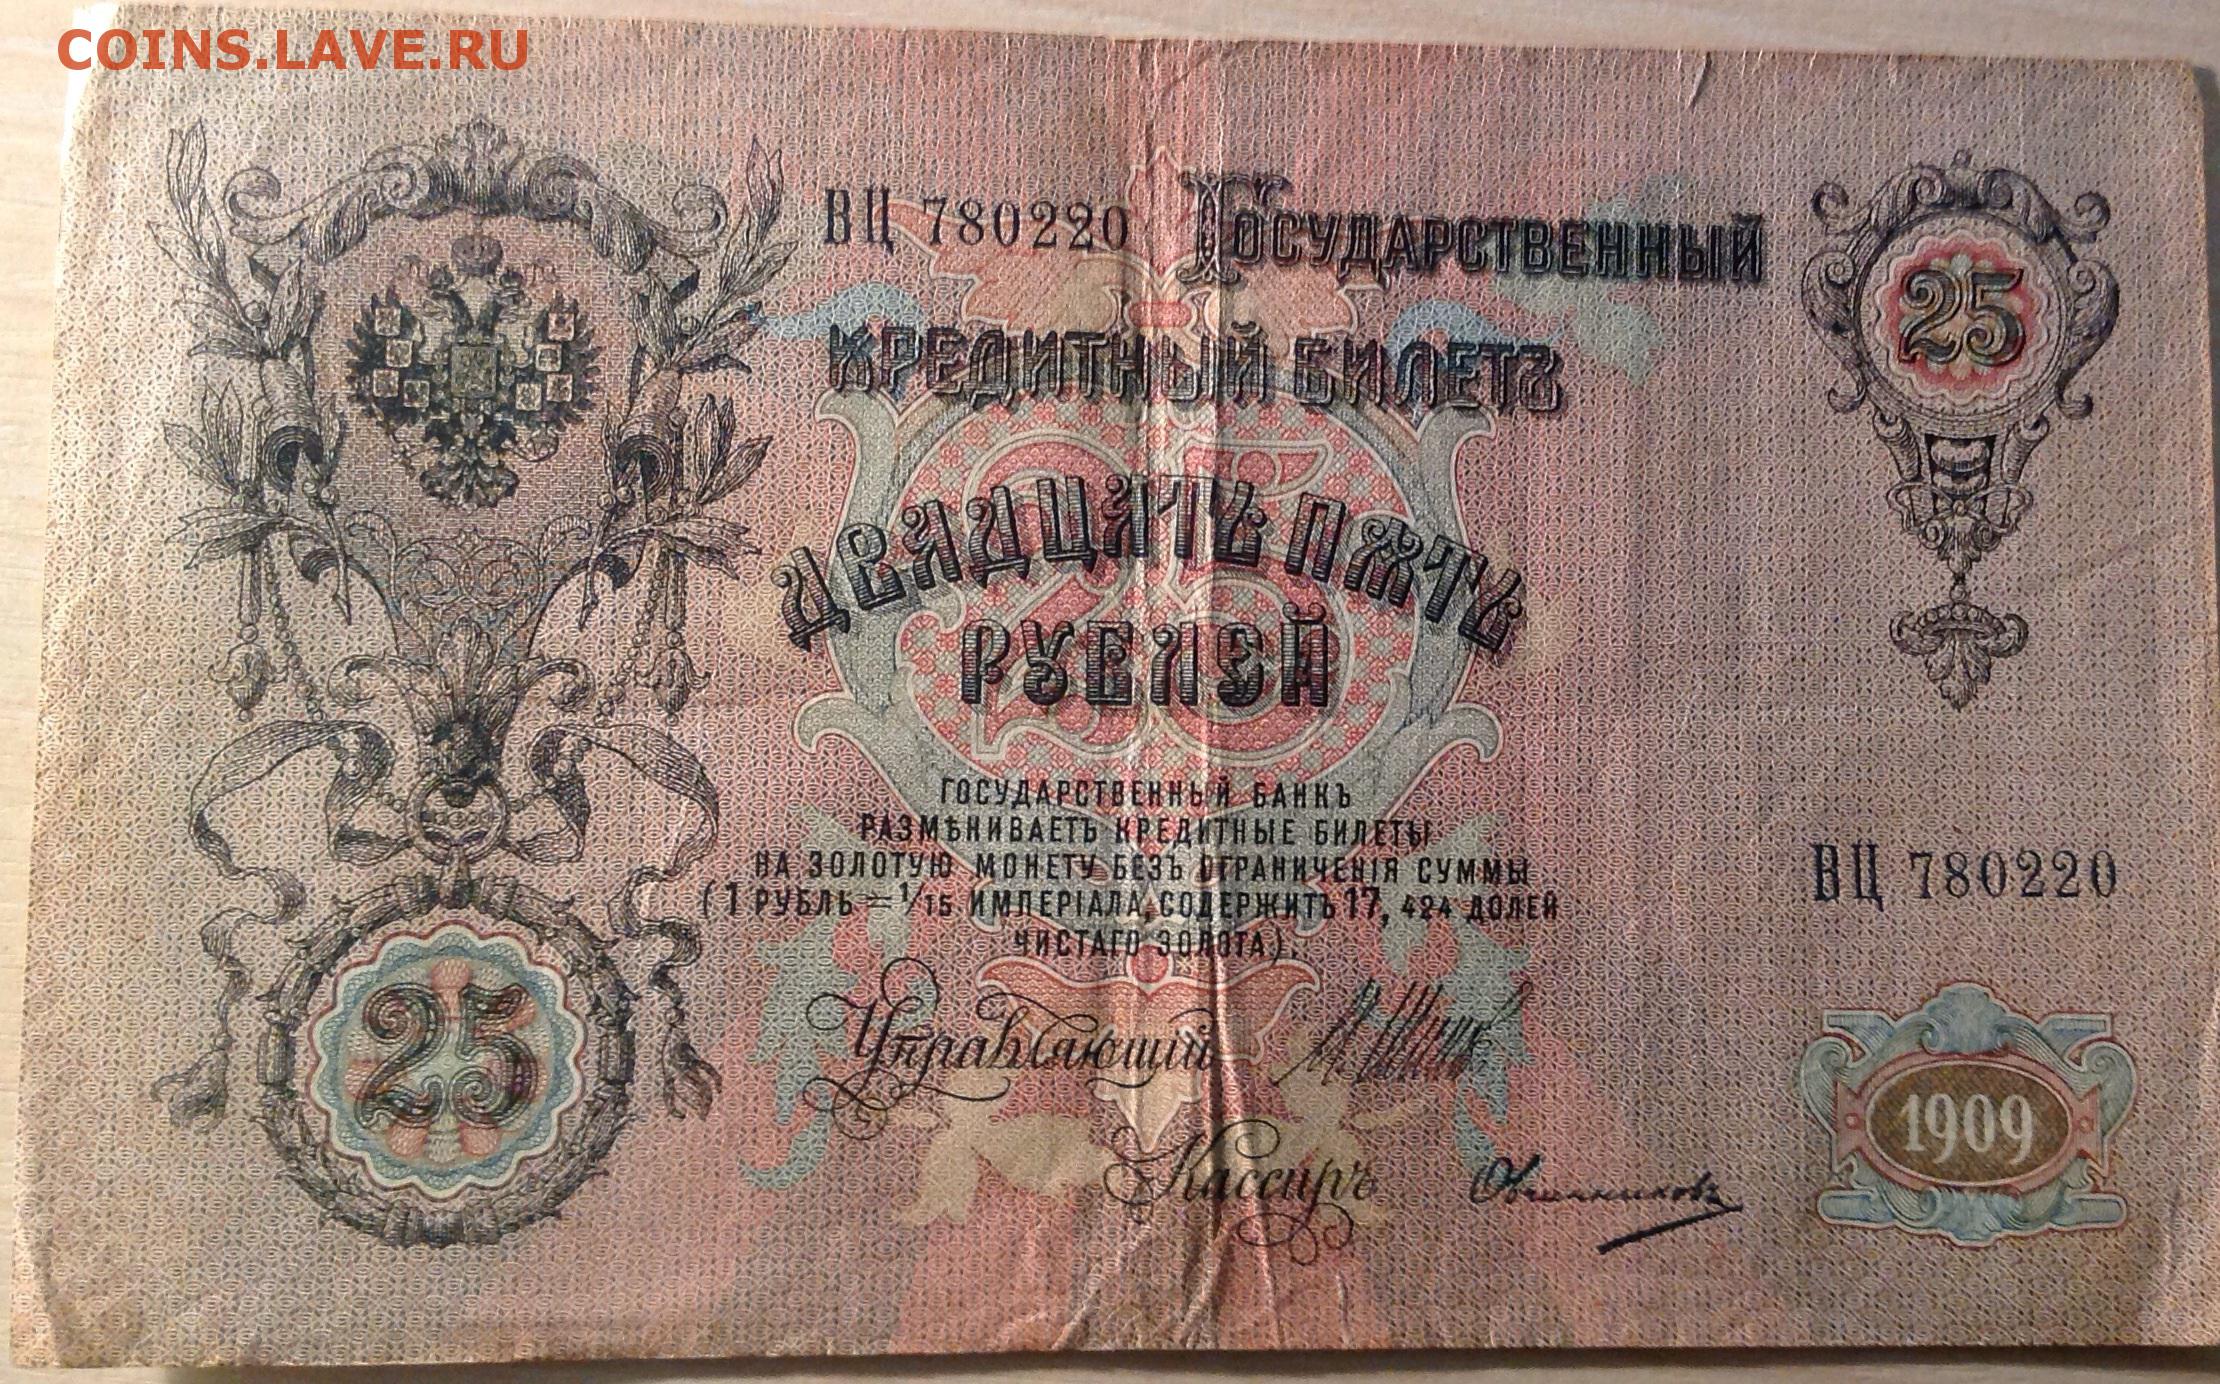 COINS.LAVE.RU
ВЦ 780220 Государственный
25
Кредитный Билетъ
Двадцать Пять
Рублей
25
ГОСУДАРСТВЕННЫЙ БАНКЪ
РАЗМѢНИВАЕТЪ КРЕДИТНЫЕ БИЛЕТЫ
НА ЗОЛОТУЮ МОНЕТУ БЕЗЪ ОГРАНИЧЕНІЯ СУММЫ
(1 РУБЛЬ = 1/15 ИМПЕРІАЛА, СОДЕРЖИТЪ 17, 424 ДОЛЕЙ
ЧИСТАГО ЗОЛОТА).
ВЦ 780220
25
Управляющій
Кассиръ
Овчинниковъ
1909